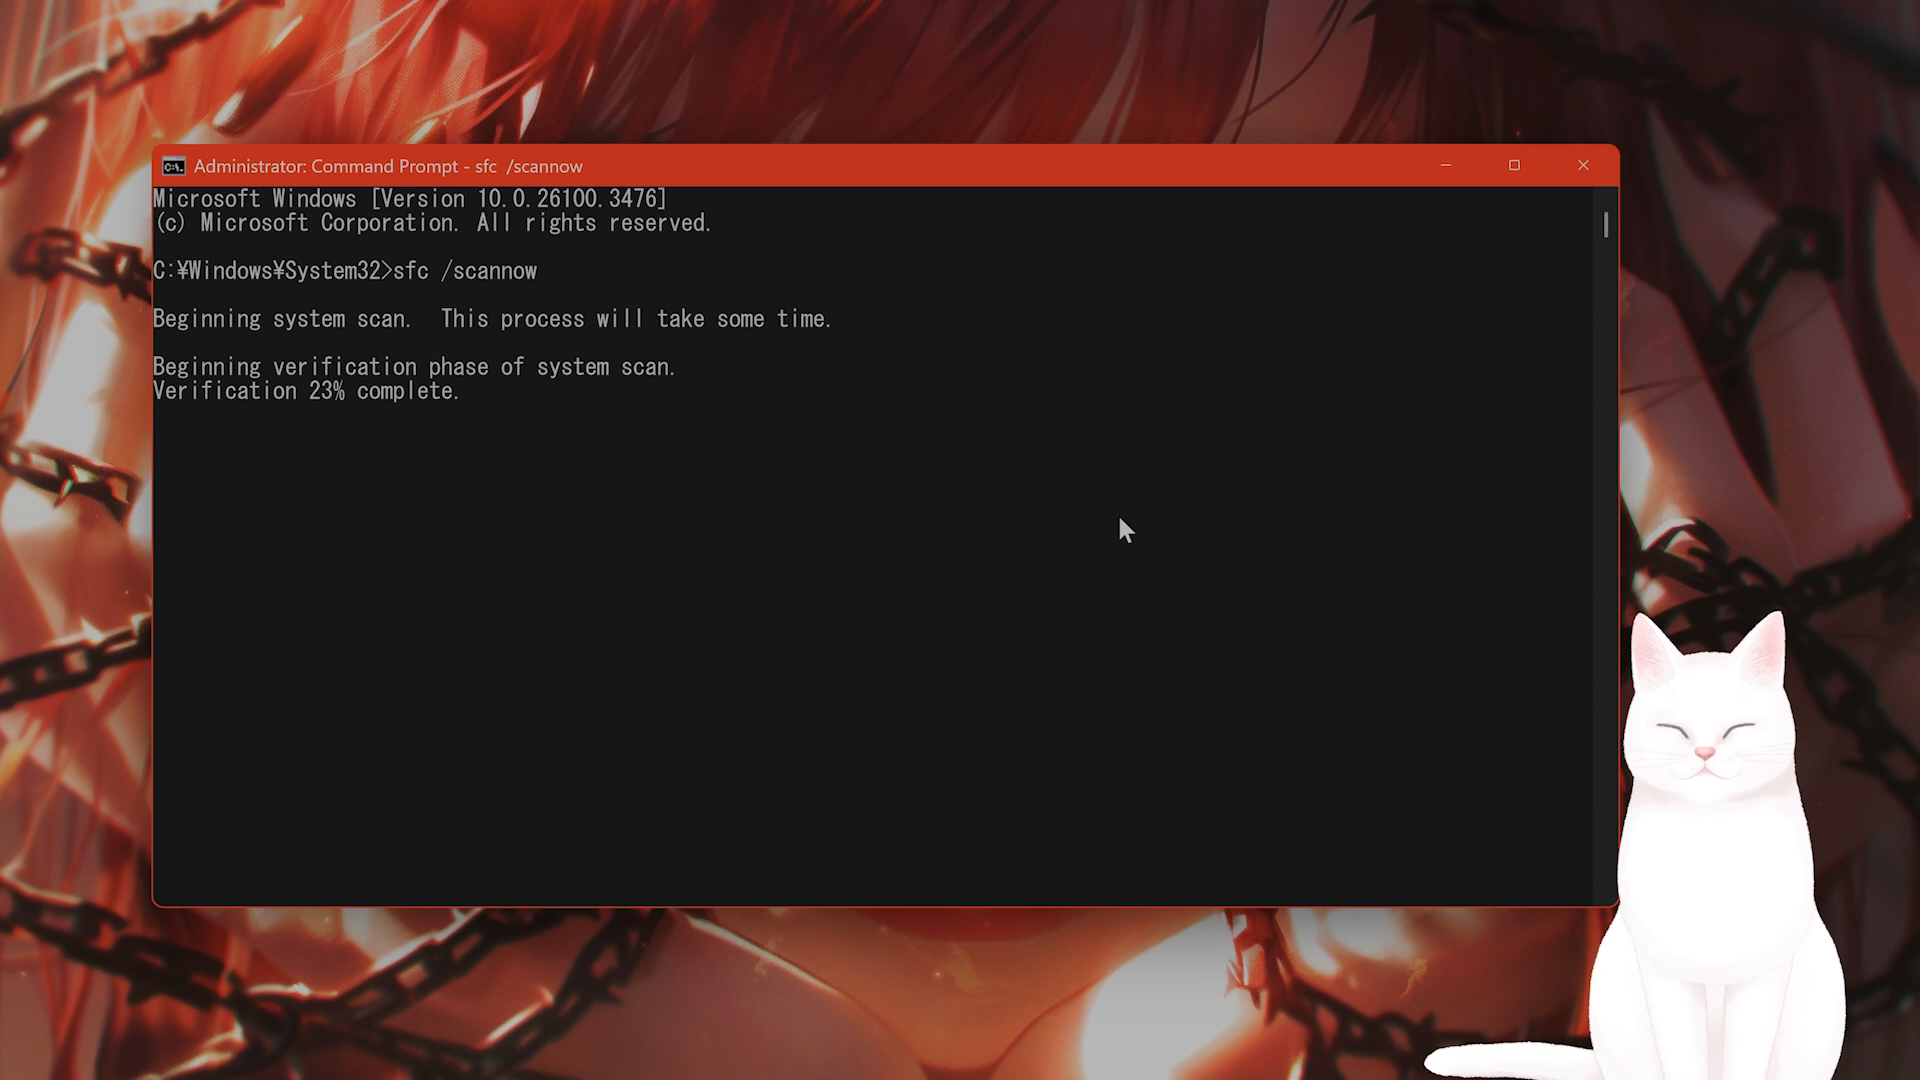 Administrator: Command Prompt - sfc  /scannow
Microsoft Windows [Version 10.0.26100.3476]
(c) Microsoft Corporation. All rights reserved.
C:¥Windows¥System32>sfc /scannow
Beginning system scan.  This process will take some time.
Beginning verification phase of system scan.
Verification 23% complete.